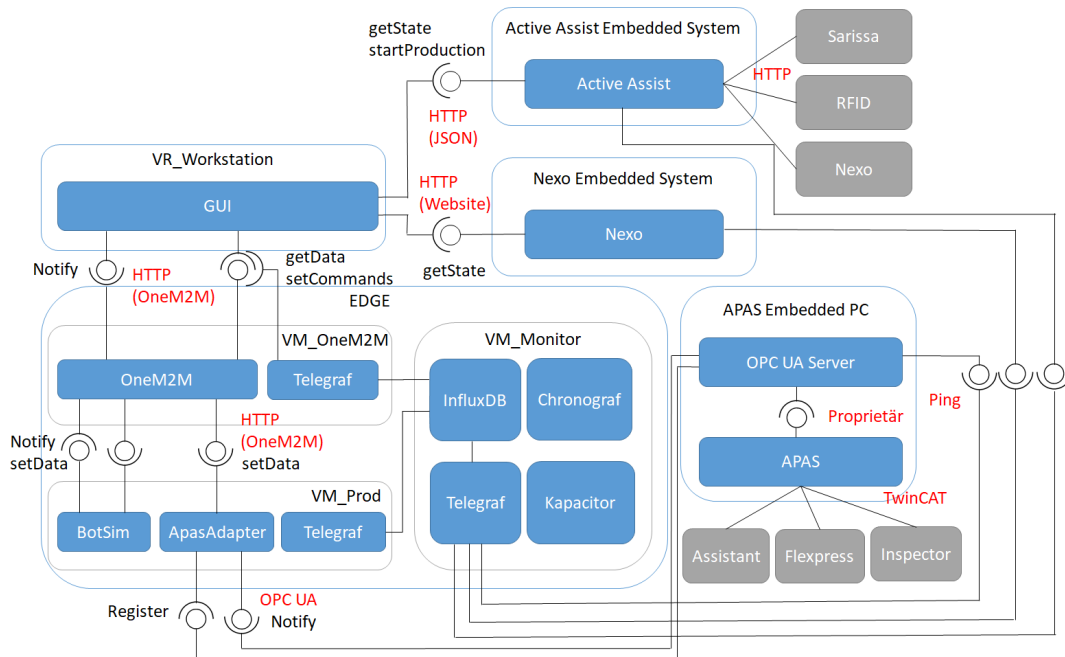 getState
startProduction
Active Assist Embedded System
Sarissa
Active Assist
HTTP
RFID
HTTP
(JSON)
Nexo
VR_Workstation
GUI
HTTP
(Website)
Nexo Embedded System
Nexo
getState
Notify
HTTP
(OneM2M)
getData
setCommands
EDGE
APAS Embedded PC
VM_OneM2M
VM_Monitor
OneM2M
Telegraf
InfluxDB
Chronograf
OPC UA Server
Ping
Proprietär
Notify
setData
HTTP
(OneM2M)
setData
APAS
VM_Prod
Telegraf
Kapacitor
TwinCAT
BotSim
ApasAdapter
Telegraf
Assistant
Flexpress
Inspector
Register
OPC UA
Notify